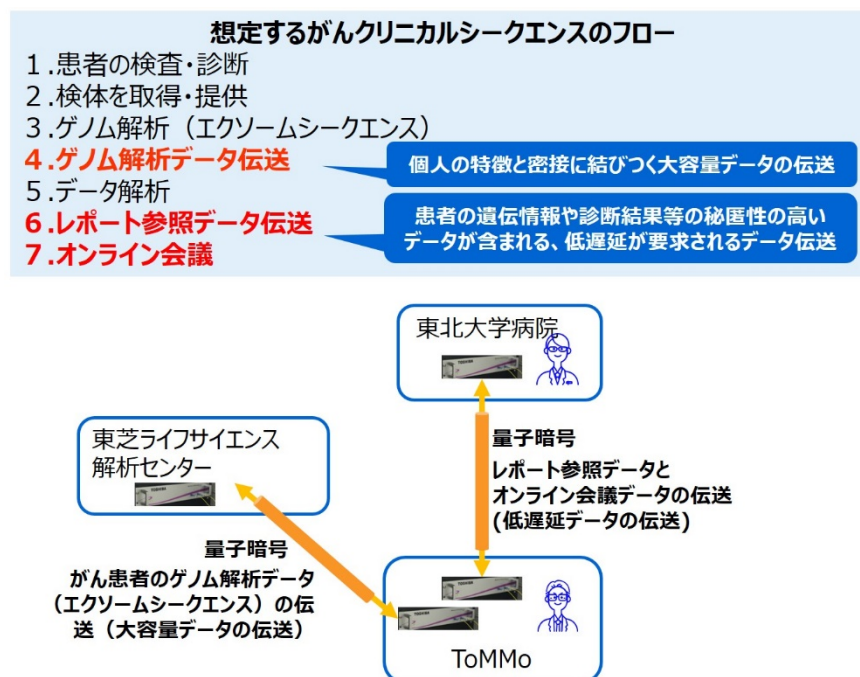 想定するがんクリニカルシークエンスのフロー
１.患者の検査・診断
２.検体を取得・提供
３.ゲノム解析（エクソームシークエンス）
４.ゲノム解析データ伝送
個人の特徴と密接に結びつく大容量データの伝送
５.データ解析
６.レポート参照データ伝送
７.オンライン会議
患者の遺伝情報や診断結果等の秘匿性の高い
データが含まれる、低遅延が要求されるデータ伝送
東北大学病院
東芝ライフサイエンス
解析センター
量子暗号
レポート参照データと
オンライン会議データの伝送
(低遅延データの伝送)
量子暗号
がん患者のゲノム解析データ
（エクソームシークエンス）の伝
送（大容量データの伝送）
ToMMo